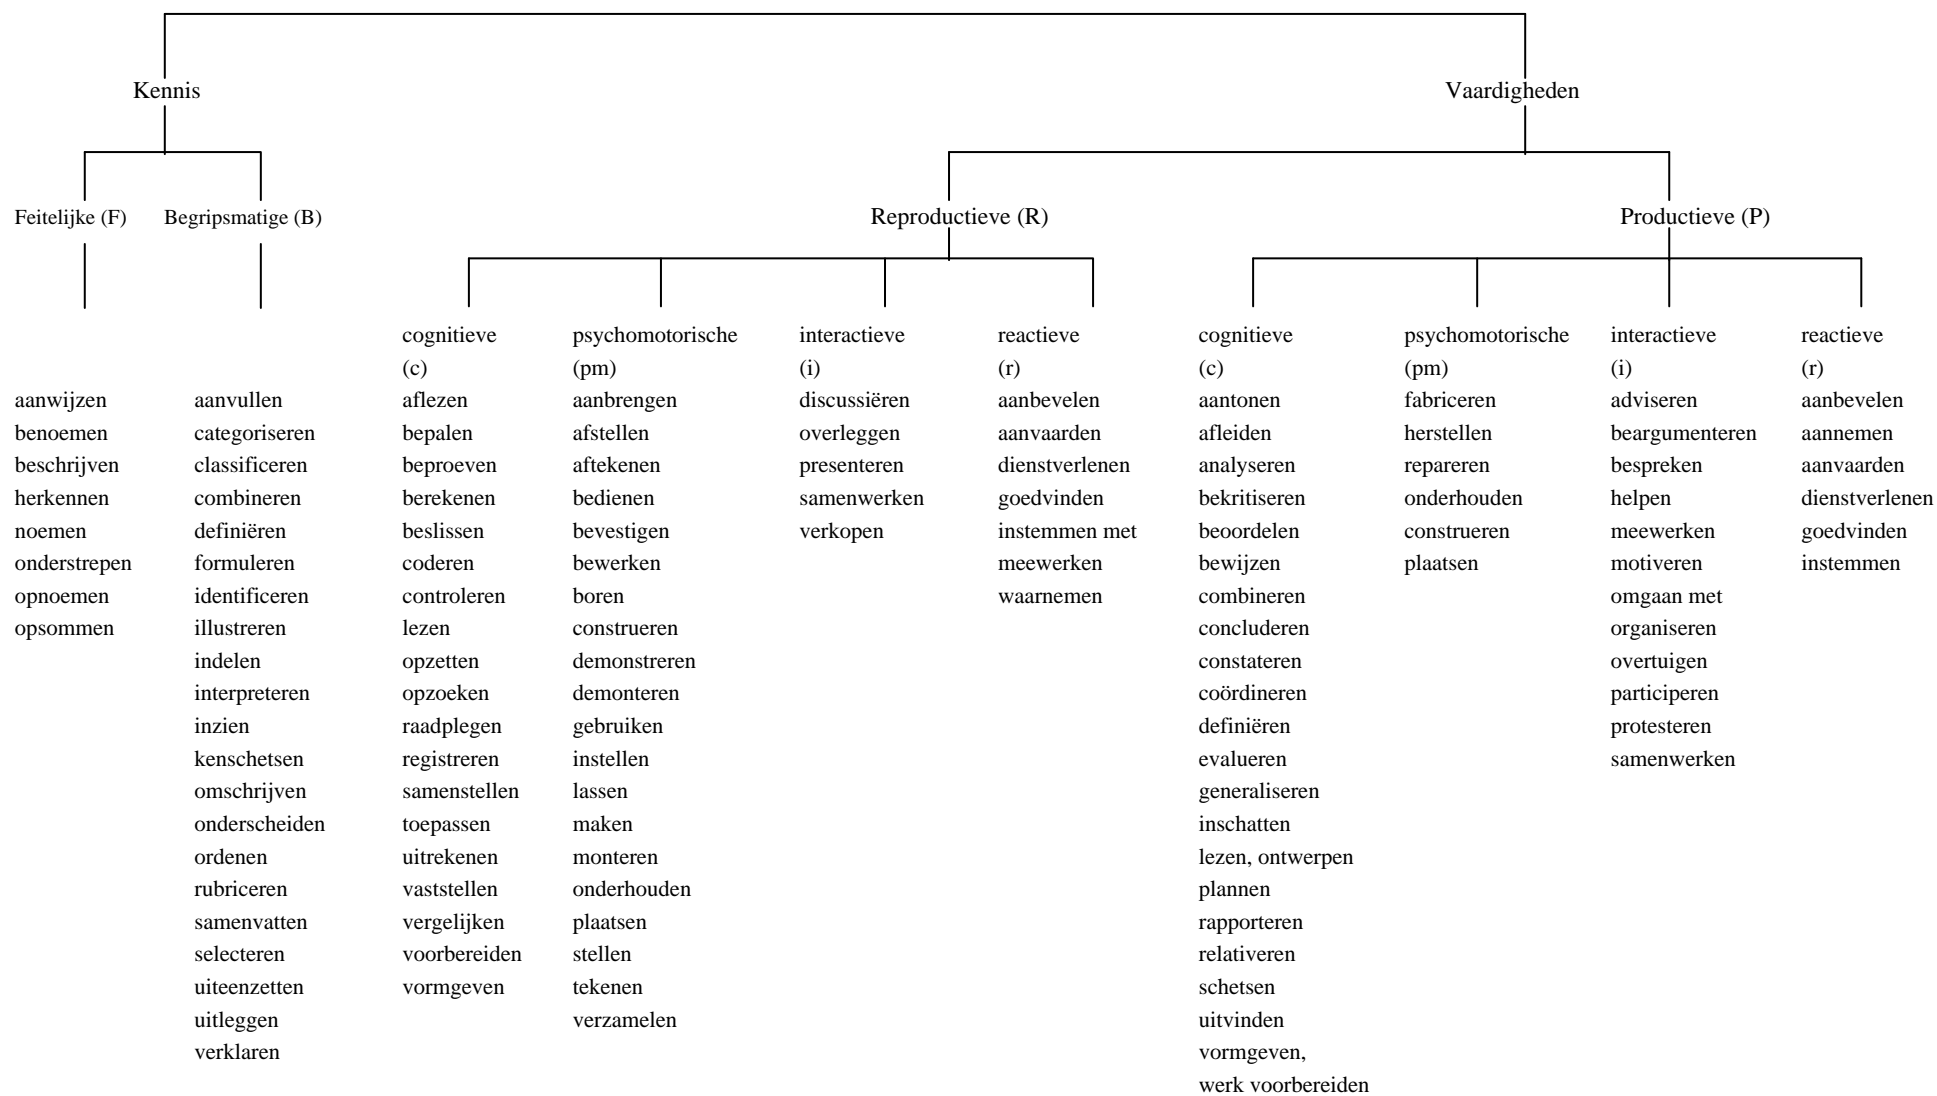 Kennis
Vaardigheden
Feitelijke (F)
Begripsmatige (B)
Reproductieve (R)
Productieve (P)
aanwijzen
benoemen
beschrijven
herkennen
noemen
onderstrepen
opnoemen
opsommen
aanvullen
categoriseren
classificeren
combineren
definiëren
formuleren
identificeren
illustreren
indelen
interpreteren
inzien
kenschetsen
omschrijven
onderscheiden
ordenen
rubriceren
samenvatten
selecteren
uiteenzetten
uitleggen
verklaren
cognitieve
(c)
aflezen
bepalen
beproeven
berekenen
beslissen
coderen
controleren
lezen
opzetten
opzoeken
raadplegen
registreren
samenstellen
toepassen
uitrekenen
vaststellen
vergelijken
voorbereiden
vormgeven
psychomotorische
(pm)
aanbrengen
afstellen
aftekenen
bedienen
bevestigen
bewerken
boren
construeren
demonstreren
demonteren
gebruiken
instellen
lassen
maken
monteren
onderhouden
plaatsen
stellen
tekenen
verzamelen
interactieve
(i)
discussiëren
overleggen
presenteren
samenwerken
verkopen
reactieve
(r)
aanbevelen
aanvaarden
dienstverlenen
goedvinden
instemmen met
meewerken
waarnemen
cognitieve
(c)
aantonen
afleiden
analyseren
bekritiseren
beoordelen
bewijzen
combineren
concluderen
constateren
coördineren
definiëren
evalueren
generaliseren
inschatten
lezen, ontwerpen
plannen
rapporteren
relativeren
schetsen
uitvinden
vormgeven,
werk voorbereiden
psychomotorische
(pm)
fabriceren
herstellen
repareren
onderhouden
construeren
plaatsen
interactieve
(i)
adviseren
beargumenteren
bespreken
helpen
meewerken
motiveren
omgaan met
organiseren
overtuigen
participeren
protesteren
samenwerken
reactieve
(r)
aanbevelen
aannemen
aanvaarden
dienstverlenen
goedvinden
instemmen